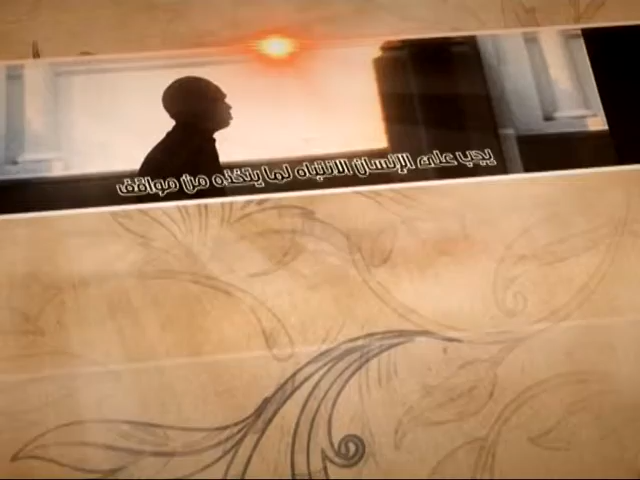 يجب على الإنسان الانتباه لما يتخذه من مواقف